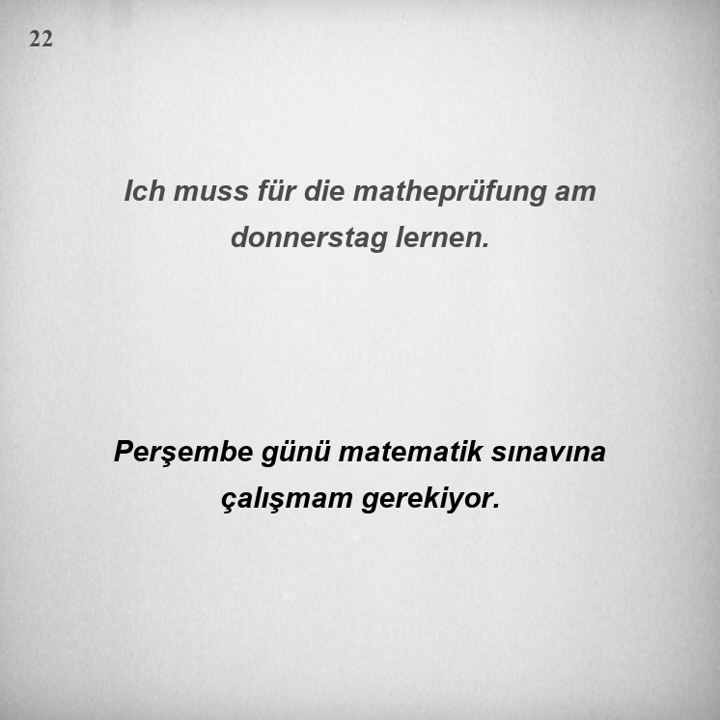 22
Ich muss für die matheprüfung am
donnerstag lernen.
Perşembe günü matematik sınavına
çalışmam gerekiyor.